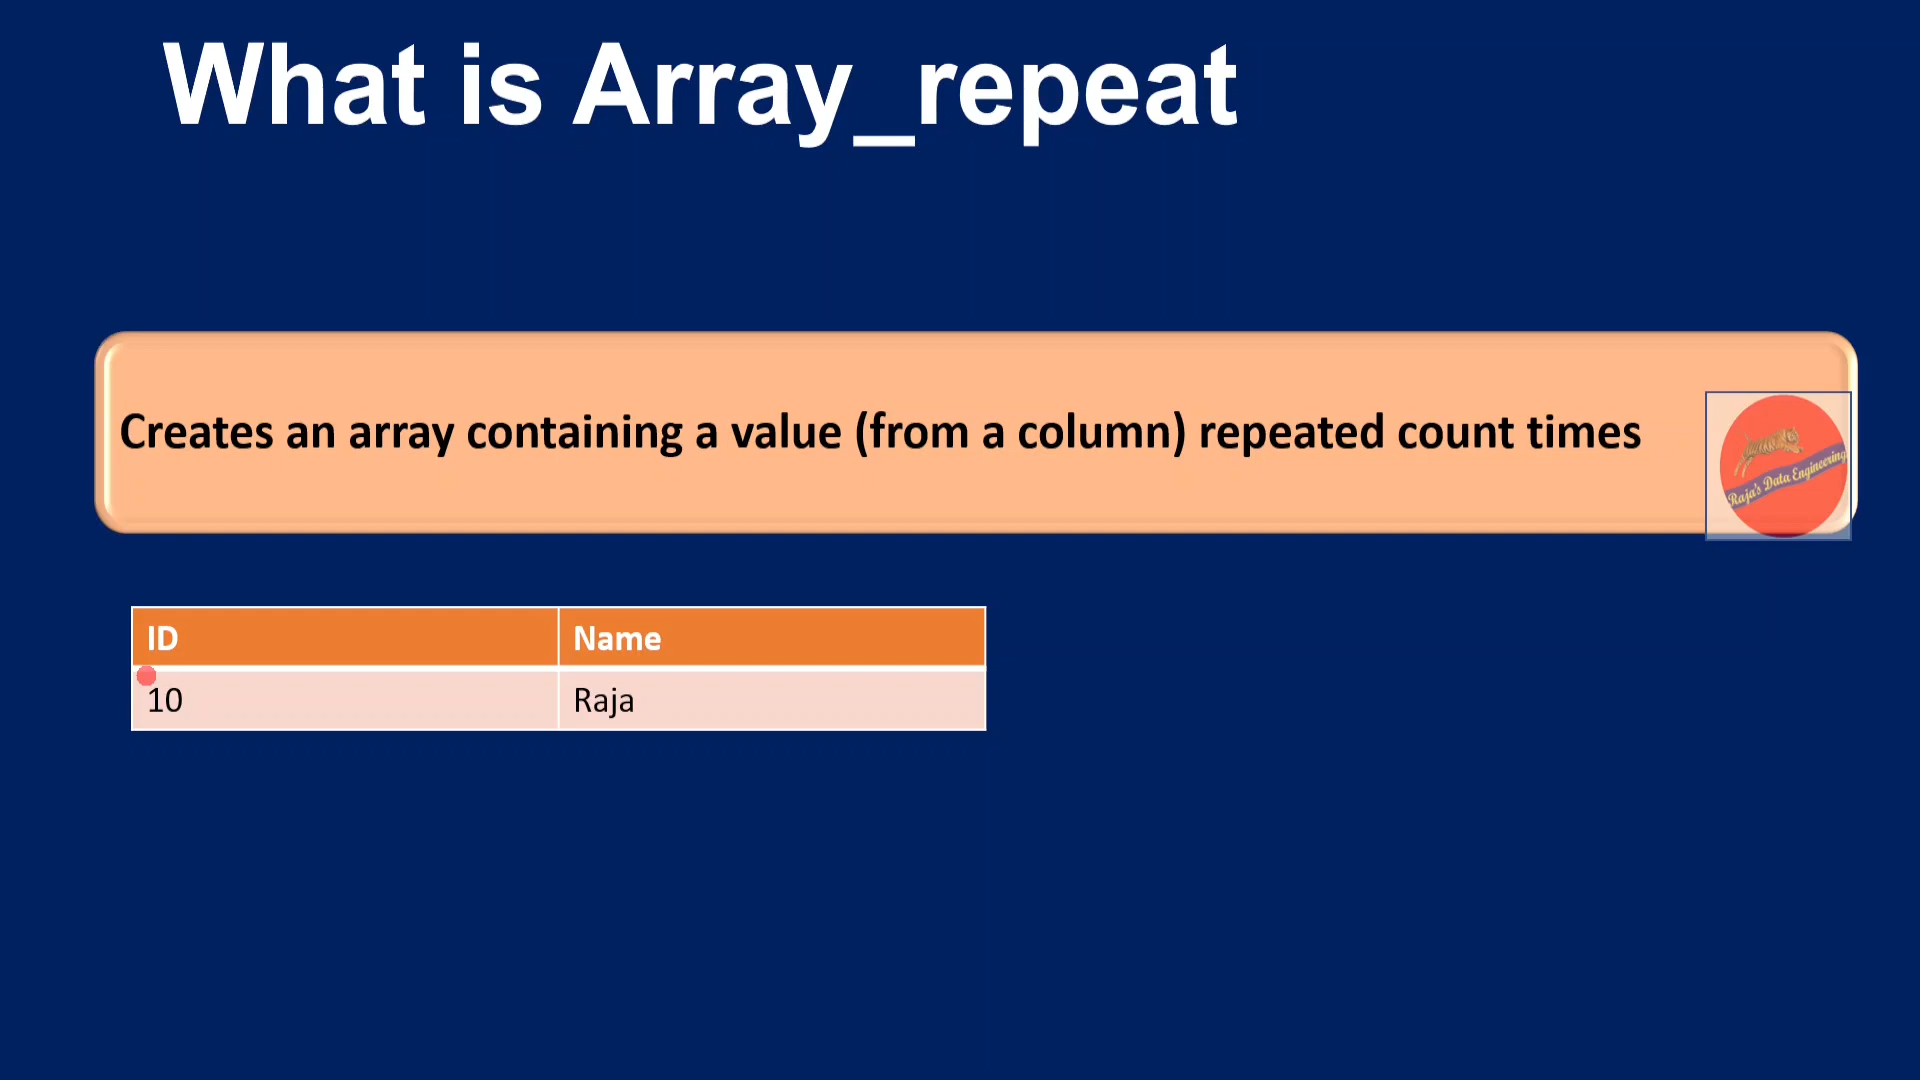 What is Array_repeat
Creates an array containing a value (from a column) repeated count times
Raja's Data Engineering
ID Name
10 Raja